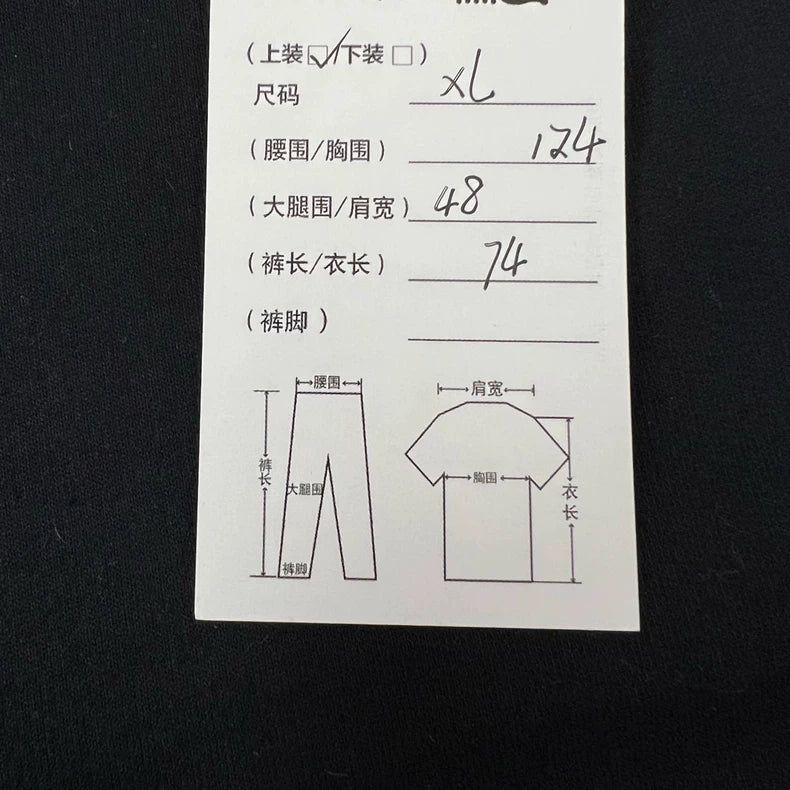 (上装☑/下装□)
尺码 XL
(腰围/胸围) 124
(大腿围/肩宽) 48
(裤长/衣长) 74
(裤脚)
腰围
肩宽
裤长
大腿围
胸围
衣长
裤脚